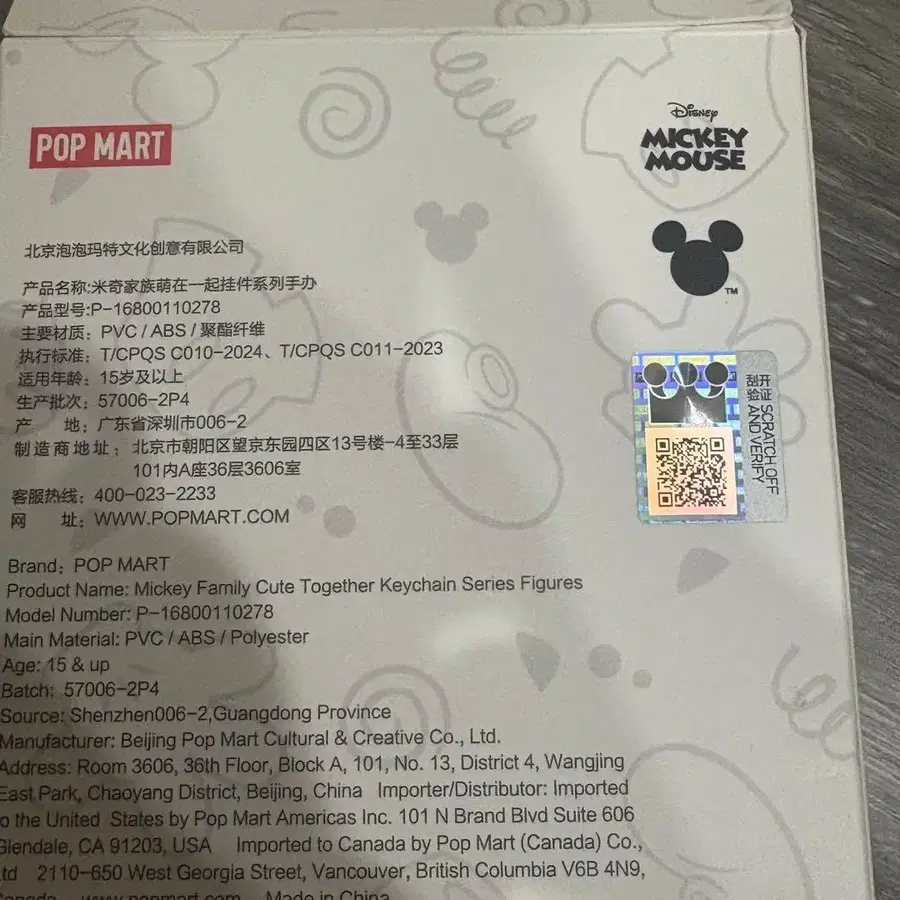 POP MART
Disney
MICKEY
MOUSE
TM
北京泡泡玛特文化创意有限公司
产品名称:米奇家族萌在一起挂件系列手办
产品型号:P-16800110278
主要材质：PVC / ABS / 聚酯纤维
执行标准：T/CPQS C010-2024、T/CPQS C011-2023
适用年龄：15岁及以上
生产批次：57006-2P4
产 地：广东省深圳市006-2
制造商地址：北京市朝阳区望京东园四区13号楼-4至33层
101内A座36层3606室
客服热线：400-023-2233
网 址：WWW.POPMART.COM
刮开
验证
SCRATCH OFF
AND VERIFY
Brand：POP MART
Product Name: Mickey Family Cute Together Keychain Series Figures
Model Number: P-16800110278
Main Material: PVC / ABS / Polyester
Age: 15 & up
Batch: 57006-2P4
Source: Shenzhen006-2,Guangdong Province
Manufacturer: Beijing Pop Mart Cultural & Creative Co., Ltd.
Address: Room 3606, 36th Floor, Block A, 101, No. 13, District 4, Wangjing
East Park, Chaoyang District, Beijing, China Importer/Distributor: Imported
to the United States by Pop Mart Americas Inc. 101 N Brand Blvd Suite 606
Glendale, CA 91203, USA Imported to Canada by Pop Mart (Canada) Co.,
Ltd 2110-650 West Georgia Street, Vancouver, British Columbia V6B 4N9,
Canada www.popmart.com Made in China